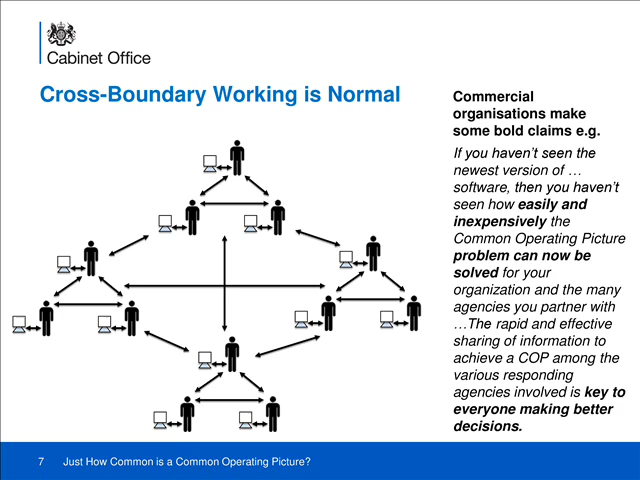 Cabinet Office
Cross-Boundary Working is Normal
Commercial
organisations make
some bold claims e.g.
If you haven’t seen the
newest version of …
software, then you haven’t
seen how easily and
inexpensively the
Common Operating Picture
problem can now be
solved for your
organization and the many
agencies you partner with
…The rapid and effective
sharing of information to
achieve a COP among the
various responding
agencies involved is key to
everyone making better
decisions.
7 Just How Common is a Common Operating Picture?